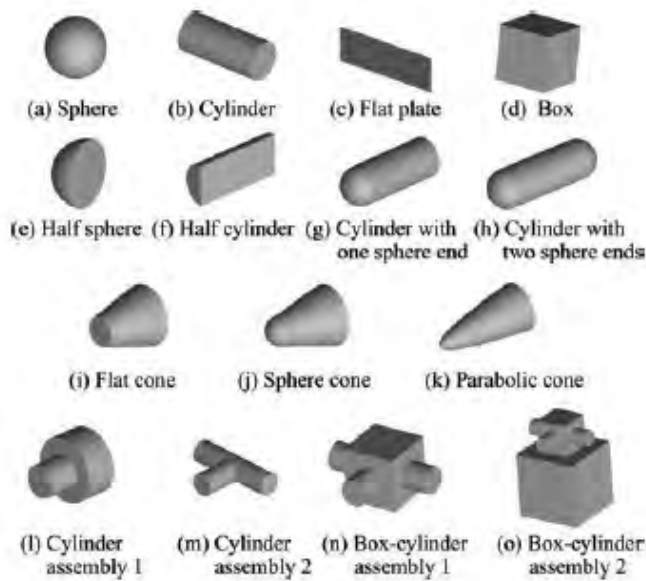 (a) Sphere (b) Cylinder (c) Flat plate (d) Box
(e) Half sphere (f) Half cylinder (g) Cylinder with one sphere end (h) Cylinder with two sphere ends
(i) Flat cone (j) Sphere cone (k) Parabolic cone
(l) Cylinder assembly 1 (m) Cylinder assembly 2 (n) Box-cylinder assembly 1 (o) Box-cylinder assembly 2